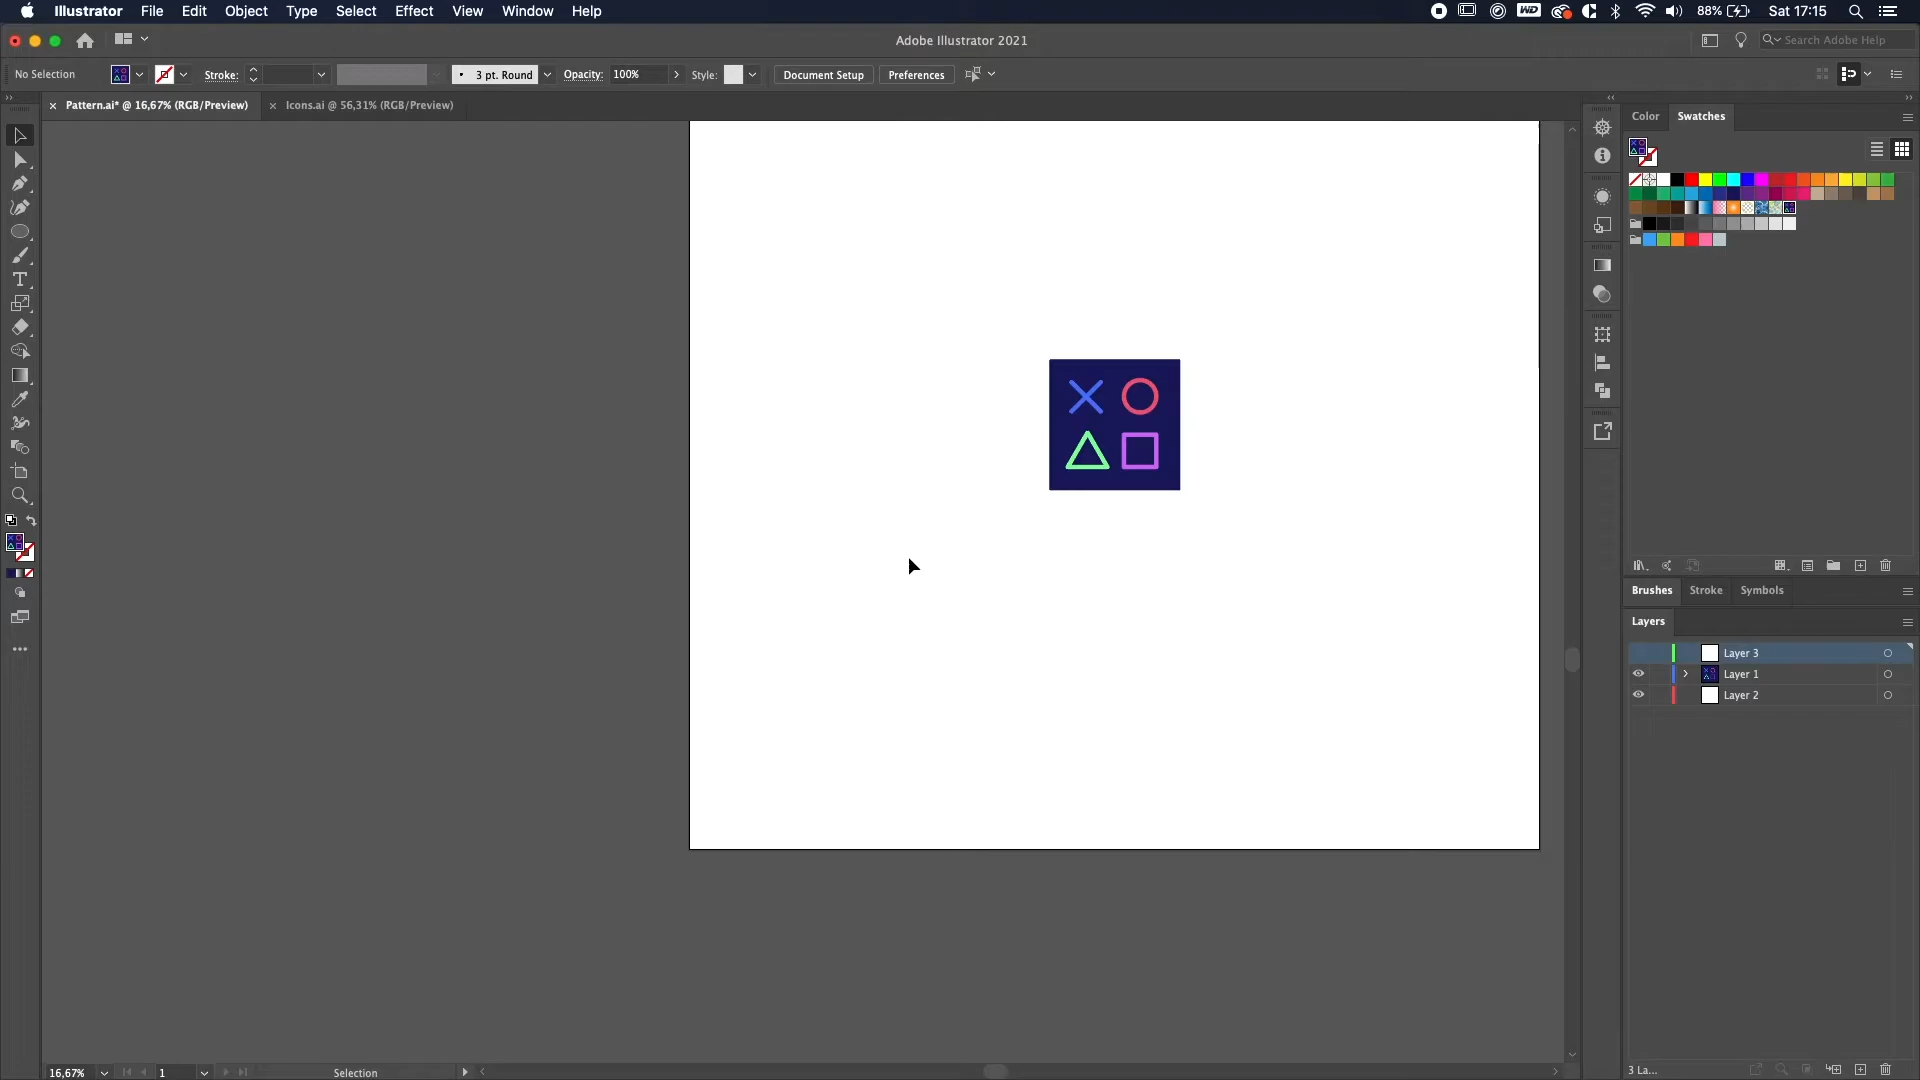 Illustrator File Edit Object Type Select Effect View Window Help
WD 88% Sat 17:15
Adobe Illustrator 2021
Search Adobe Help
No Selection Stroke: 3 pt. Round Opacity: 100% Style: Document Setup Preferences
Pattern.ai* @ 16,67% (RGB/Preview) Icons.ai @ 56,31% (RGB/Preview)
Color Swatches
Brushes Stroke Symbols
Layers
Layer 3
Layer 1
Layer 2
3 La...
16,67% 1 Selection